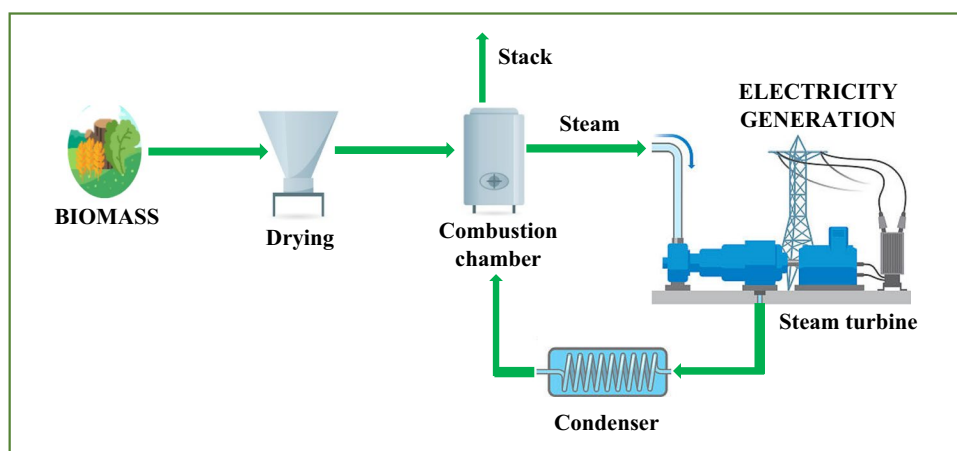 Stack
ELECTRICITY
GENERATION
Steam
BIOMASS
Drying
Combustion
chamber
Steam turbine
Condenser